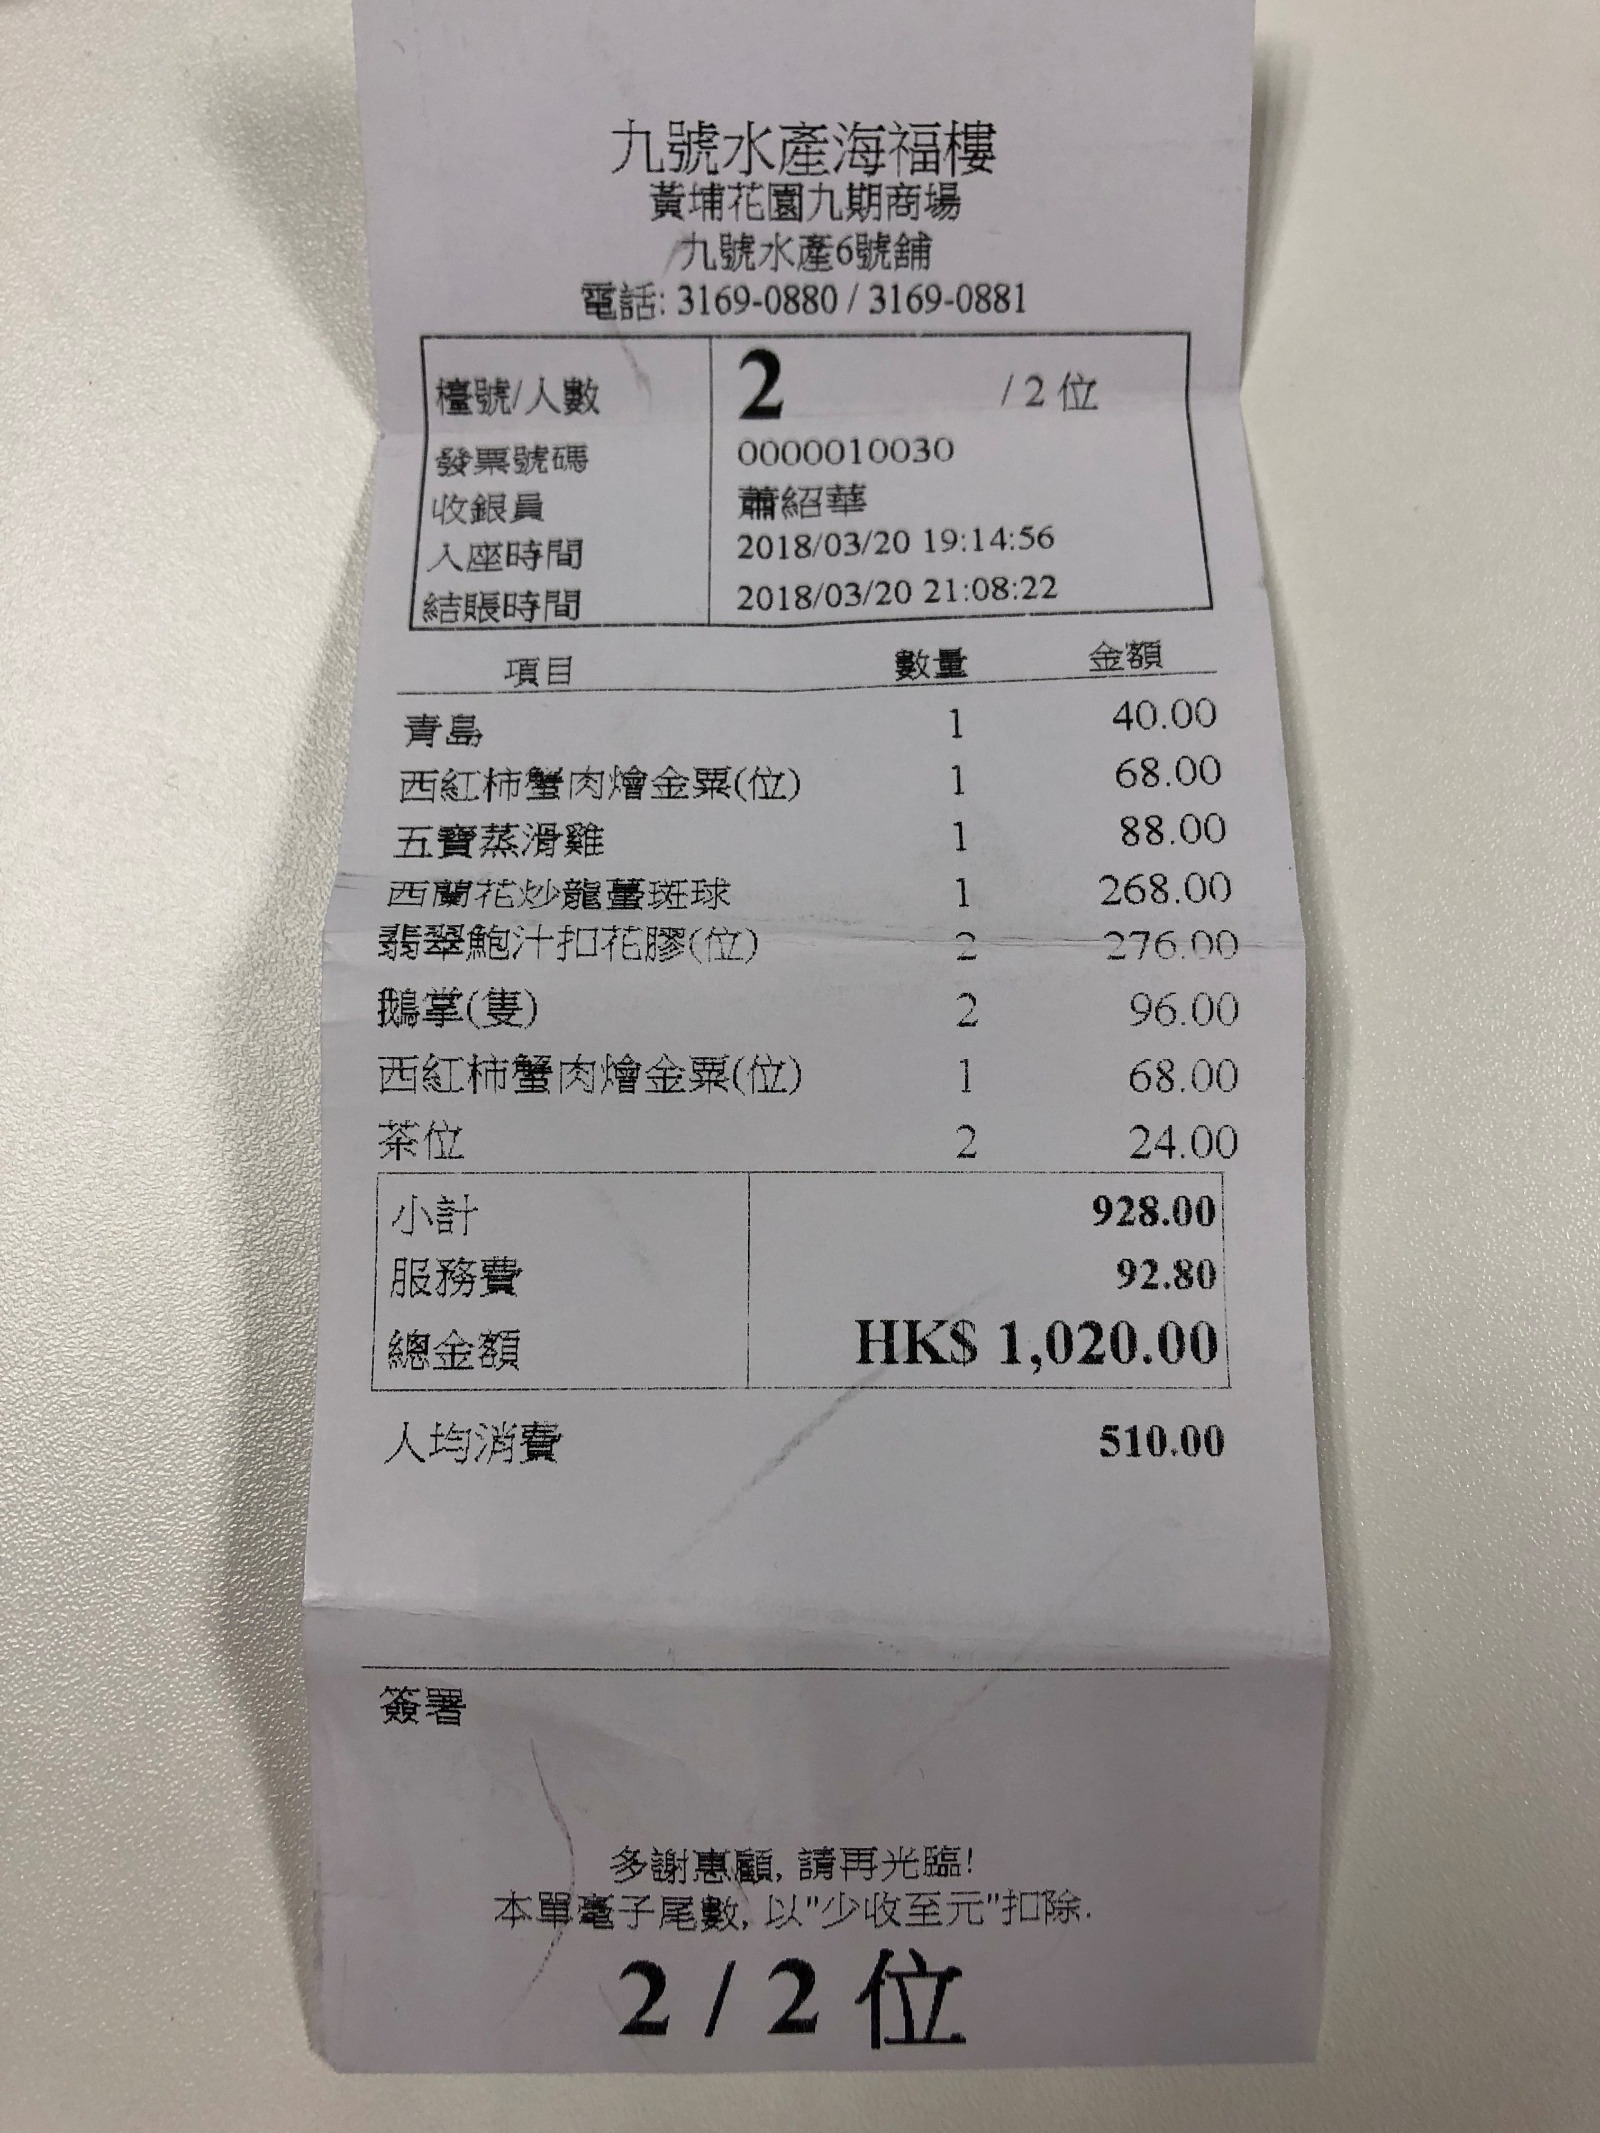 九號水產海福樓
黃埔花園九期商場
九號水產6號舖
電話: 3169-0880 / 3169-0881
檯號/人數 2 / 2 位
發票號碼 0000010030
收銀員 蕭紹華
入座時間 2018/03/20 19:14:56
結賬時間 2018/03/20 21:08:22
項目 數量 金額
青島 1 40.00
西紅柿蟹肉燴金粟(位) 1 68.00
五寶蒸滑雞 1 88.00
西蘭花炒龍躉斑球 1 268.00
翡翠鮑汁扣花膠(位) 2 276.00
鵝掌(隻) 2 96.00
西紅柿蟹肉燴金粟(位) 1 68.00
茶位 2 24.00
小計 928.00
服務費 92.80
總金額 HK$ 1,020.00
人均消費 510.00
簽署
多謝惠顧, 請再光臨!
本單毫子尾數, 以"少收至元"扣除.
2 / 2 位